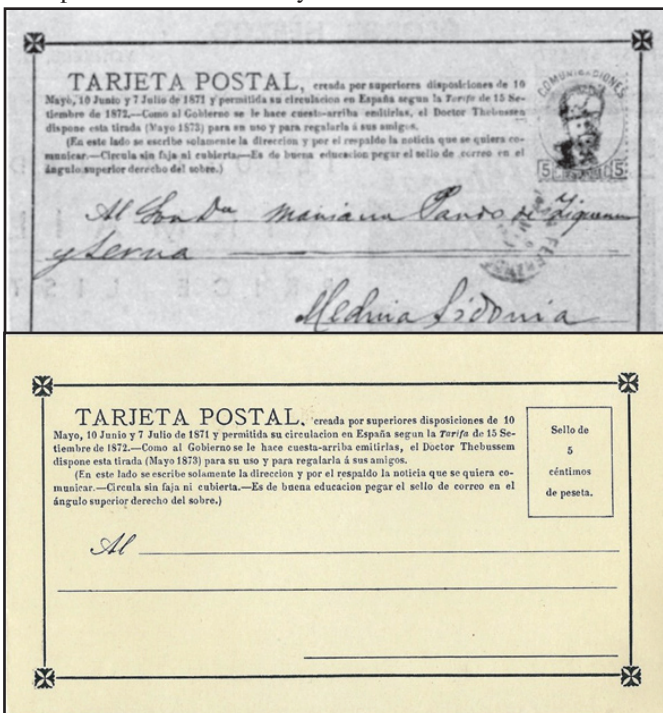 TARJETA POSTAL, creada por superiores disposiciones de 10
Mayo, 10 Junio y 7 Julio de 1871 y permitida su circulacion en España segun la Tarifa de 15 Se-
tiembre de 1872.—Como al Gobierno se le hace cuesta-arriba emitirlas, el Doctor Thebussem
dispone esta tirada (Mayo 1873) para su uso y para regalarla á sus amigos.
(En este lado se escribe solamente la direccion y por el respaldo la noticia que se quiera co-
municar.—Circula sin faja ni cubierta.—Es de buena educacion pegar el sello de correo en el
ángulo superior derecho del sobre.)
COMUNICACIONES
5 5
Al Mariana Pando de
y Serna
Medina Sidonia
TARJETA POSTAL, creada por superiores disposiciones de 10
Mayo, 10 Junio y 7 Julio de 1871 y permitida su circulacion en España segun la Tarifa de 15 Se-
tiembre de 1872.—Como al Gobierno se le hace cuesta-arriba emitirlas, el Doctor Thebussem
dispone esta tirada (Mayo 1873) para su uso y para regalarla á sus amigos.
(En este lado se escribe solamente la direccion y por el respaldo la noticia que se quiera co-
municar.—Circula sin faja ni cubierta.—Es de buena educacion pegar el sello de correo en el
ángulo superior derecho del sobre.)
Sello de
5
céntimos
de peseta.
Al